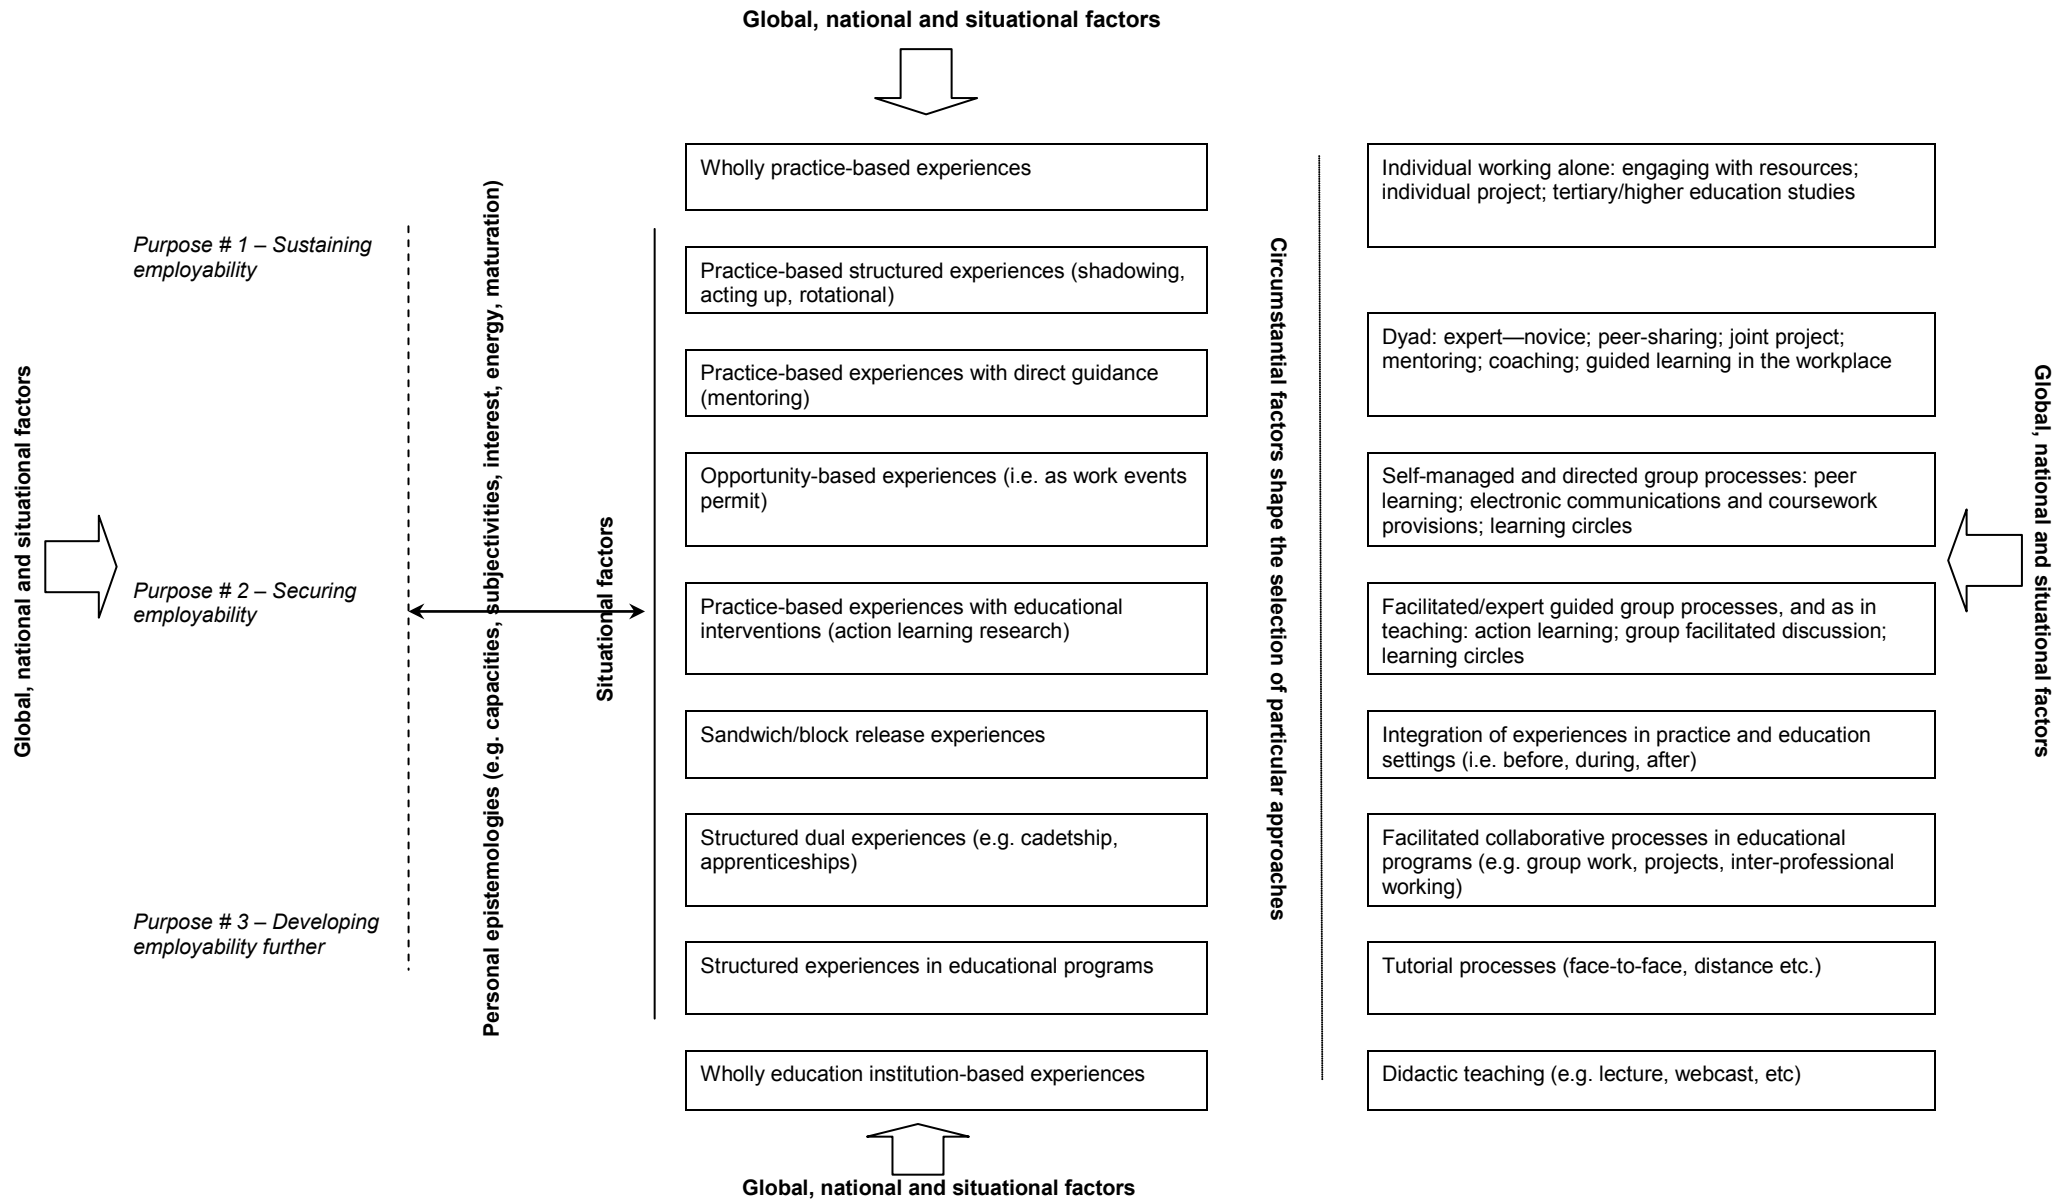 Global, national and situational factors
Global, national and situational factors
Purpose # 1 – Sustaining
employability
Purpose # 2 – Securing
employability
Purpose # 3 – Developing
employability further
Personal epistemologies (e.g. capacities, subjectivities, interest, energy, maturation)
Situational factors
Wholly practice-based experiences
Practice-based structured experiences (shadowing,
acting up, rotational)
Practice-based experiences with direct guidance
(mentoring)
Opportunity-based experiences (i.e. as work events
permit)
Practice-based experiences with educational
interventions (action learning research)
Sandwich/block release experiences
Structured dual experiences (e.g. cadetship,
apprenticeships)
Structured experiences in educational programs
Wholly education institution-based experiences
Circumstantial factors shape the selection of particular approaches
Individual working alone: engaging with resources;
individual project; tertiary/higher education studies
Dyad: expert—novice; peer-sharing; joint project;
mentoring; coaching; guided learning in the workplace
Self-managed and directed group processes: peer
learning; electronic communications and coursework
provisions; learning circles
Facilitated/expert guided group processes, and as in
teaching: action learning; group facilitated discussion;
learning circles
Integration of experiences in practice and education
settings (i.e. before, during, after)
Facilitated collaborative processes in educational
programs (e.g. group work, projects, inter-professional
working)
Tutorial processes (face-to-face, distance etc.)
Didactic teaching (e.g. lecture, webcast, etc)
Global, national and situational factors
Global, national and situational factors